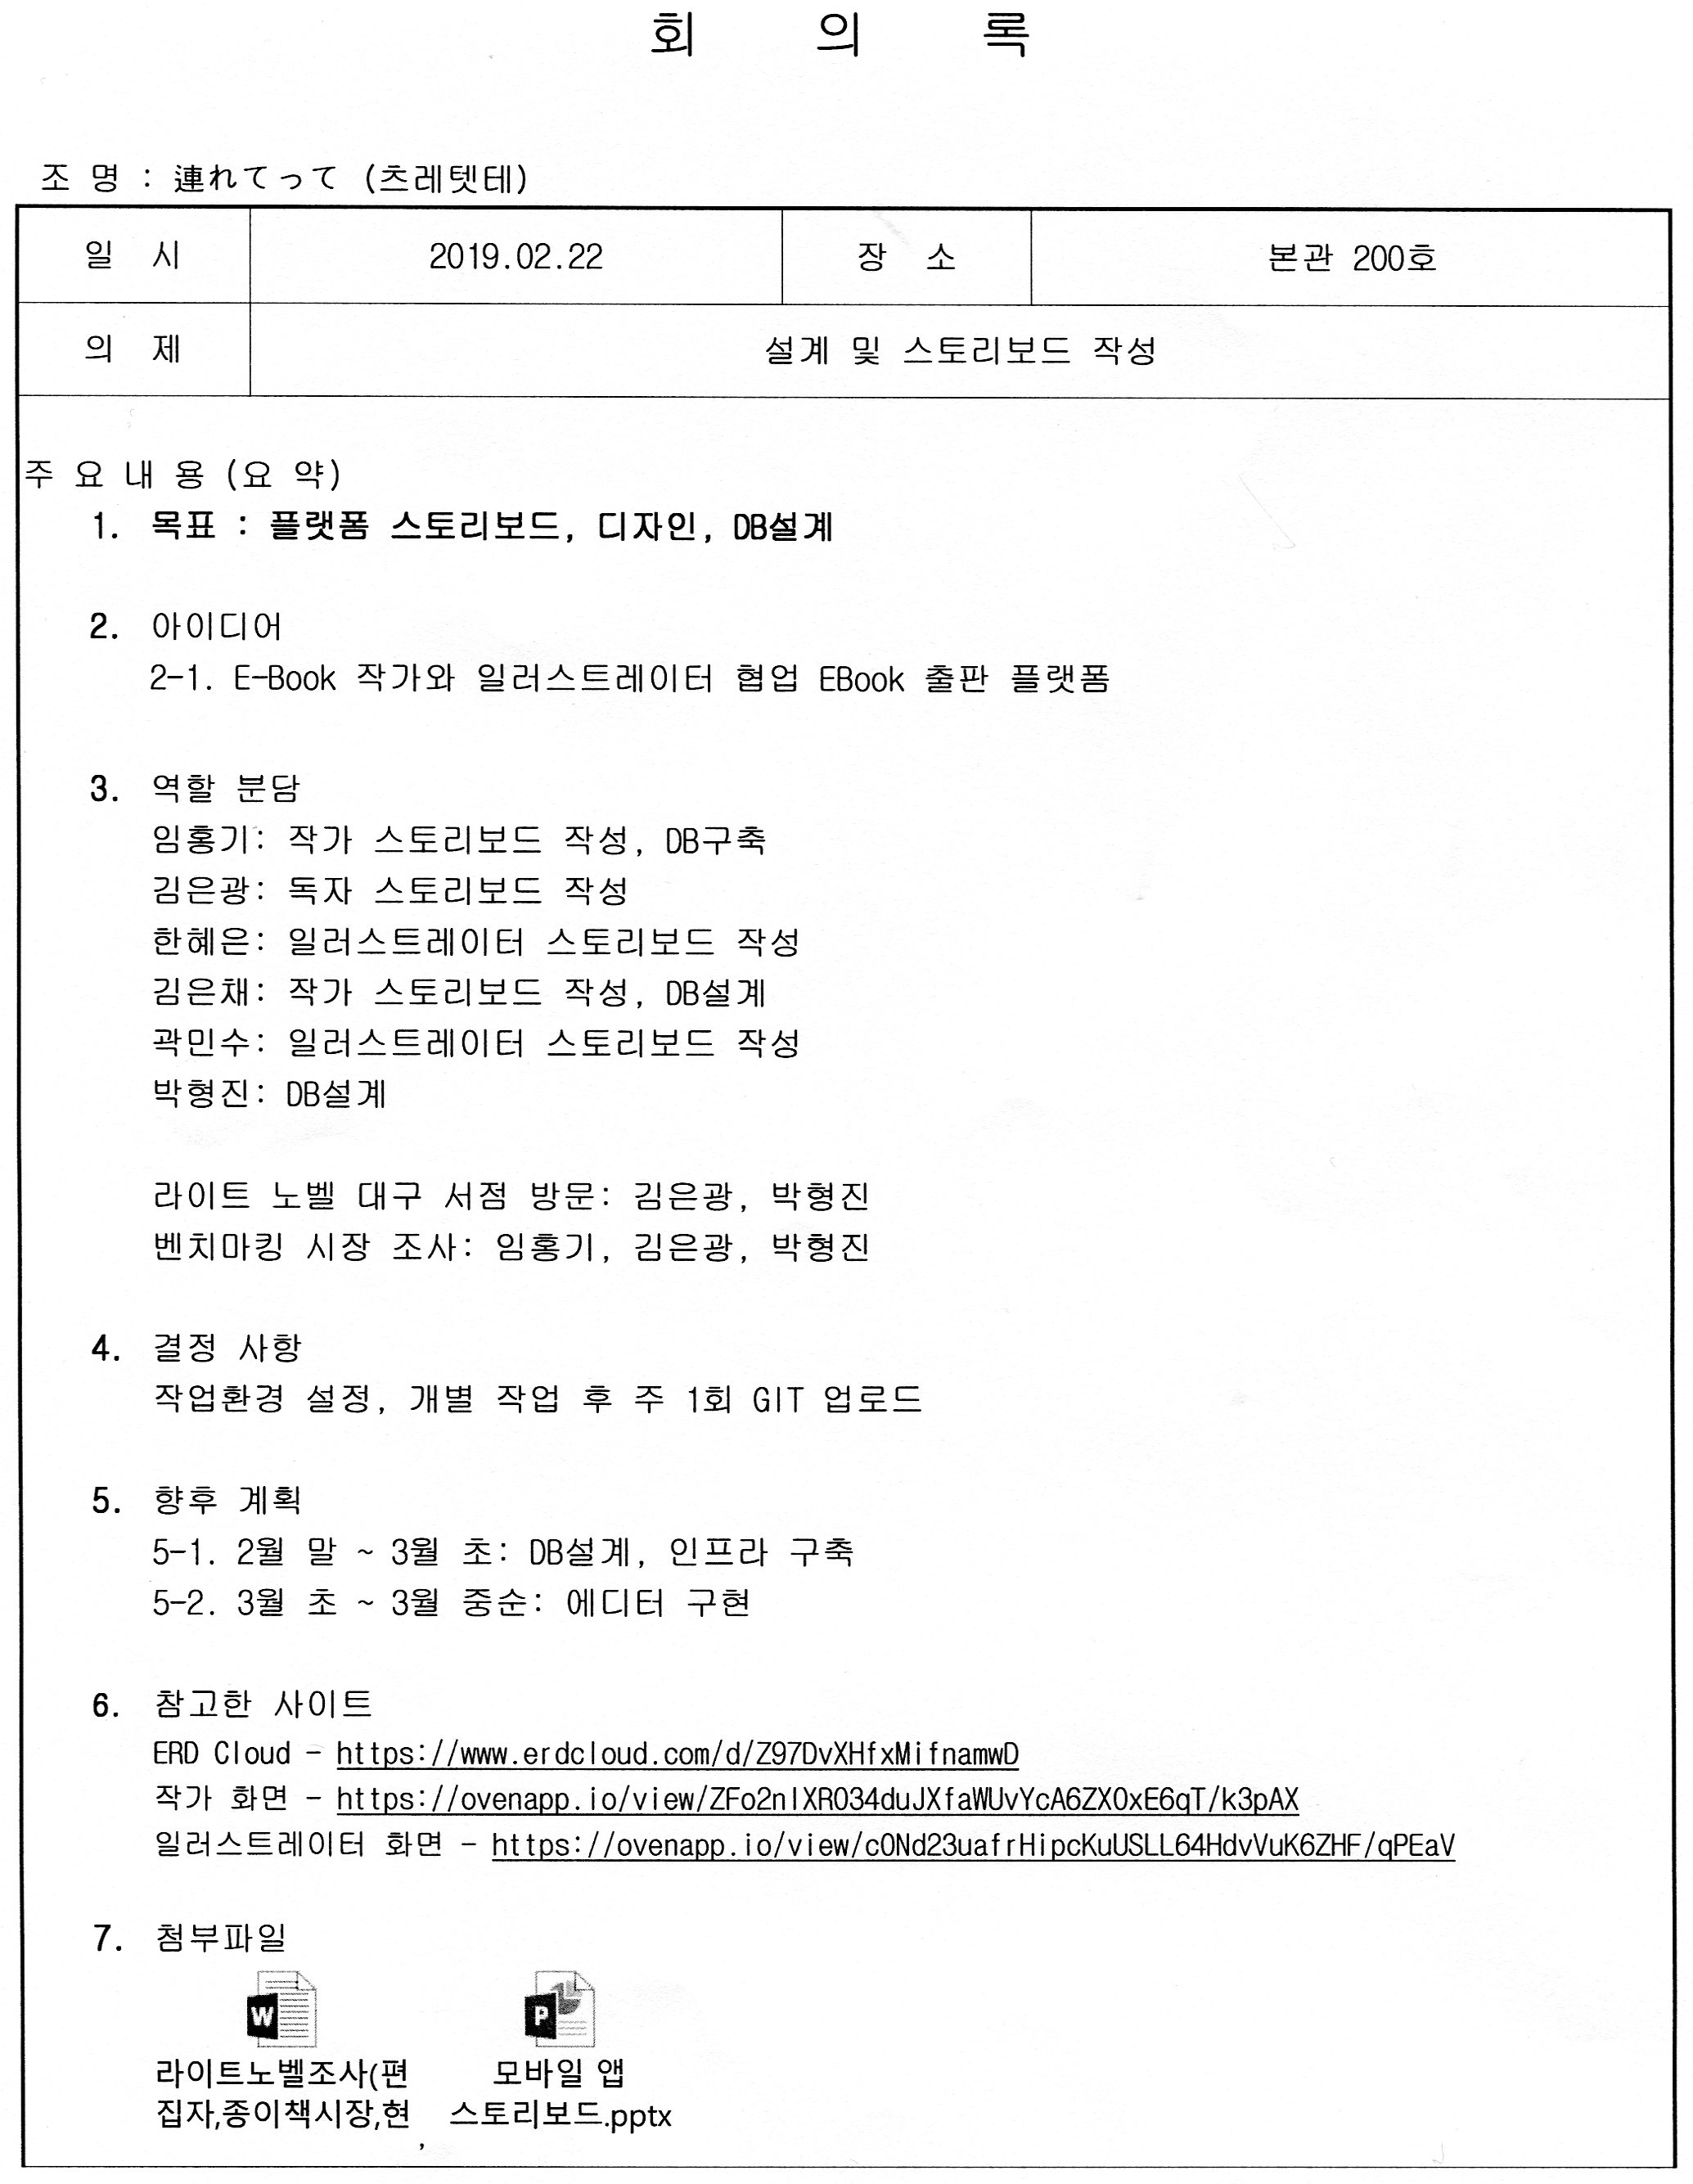 회 의 록
조 명 : 連れてって (츠레텟테)
일 시 2019.02.22 장 소 본관 200호
의 제 설계 및 스토리보드 작성
주 요 내 용 (요 약)
1. 목표 : 플랫폼 스토리보드, 디자인, DB설계
2. 아이디어
2-1. E-Book 작가와 일러스트레이터 협업 EBook 출판 플랫폼
3. 역할 분담
임홍기: 작가 스토리보드 작성, DB구축
김은광: 독자 스토리보드 작성
한혜은: 일러스트레이터 스토리보드 작성
김은채: 작가 스토리보드 작성, DB설계
곽민수: 일러스트레이터 스토리보드 작성
박형진: DB설계
라이트 노벨 대구 서점 방문: 김은광, 박형진
벤치마킹 시장 조사: 임홍기, 김은광, 박형진
4. 결정 사항
작업환경 설정, 개별 작업 후 주 1회 GIT 업로드
5. 향후 계획
5-1. 2월 말 ~ 3월 초: DB설계, 인프라 구축
5-2. 3월 초 ~ 3월 중순: 에디터 구현
6. 참고한 사이트
ERD Cloud - https://www.erdcloud.com/d/Z97DvXHfxMifnamwD
작가 화면 - https://ovenapp.io/view/ZFo2nlXRO34duJXfaWUvYcA6ZX0xE6qT/k3pAX
일러스트레이터 화면 - https://ovenapp.io/view/cONd23uafrHipcKuUSLL64HdvVuK6ZHF/qPEaV
7. 첨부파일
라이트노벨조사(편 모바일 앱
집자,종이책시장,현 스토리보드.pptx